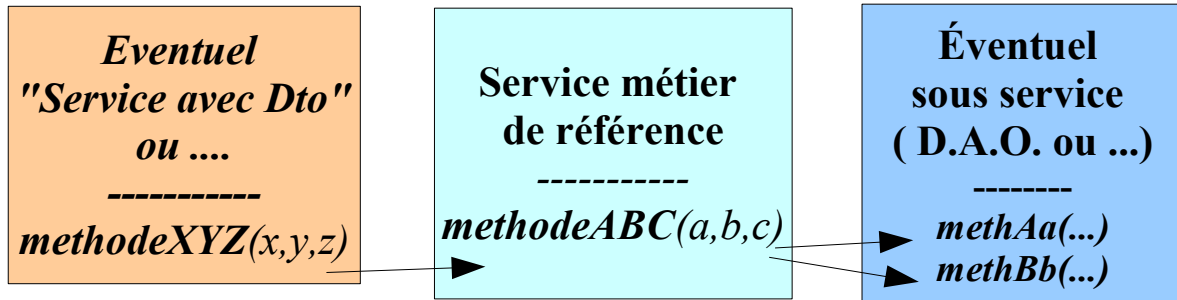 Eventuel
"Service avec Dto"
ou ....
-----------
methodeXYZ(x,y,z)
Service métier
de référence
-----------
methodeABC(a,b,c)
Éventuel
sous service
( D.A.O. ou ...)
--------
methAa(...)
methBb(...)